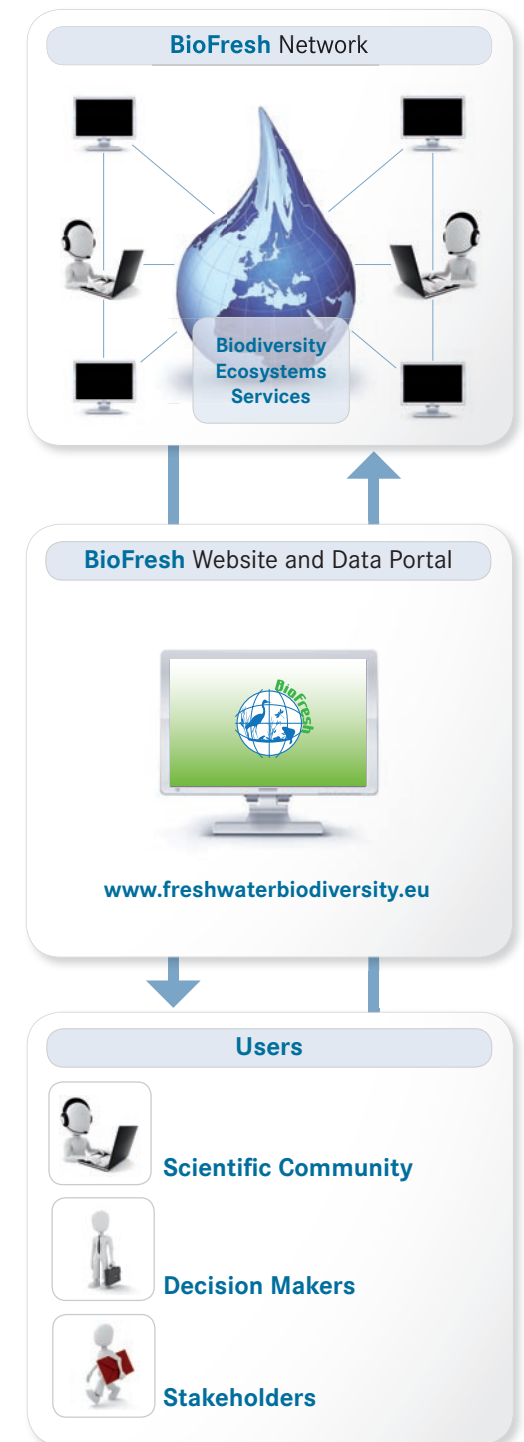 BioFresh Network
Biodiversity
Ecosystems
Services
BioFresh Website and Data Portal
BioFresh
www.freshwaterbiodiversity.eu
Users
Scientific Community
Decision Makers
Stakeholders